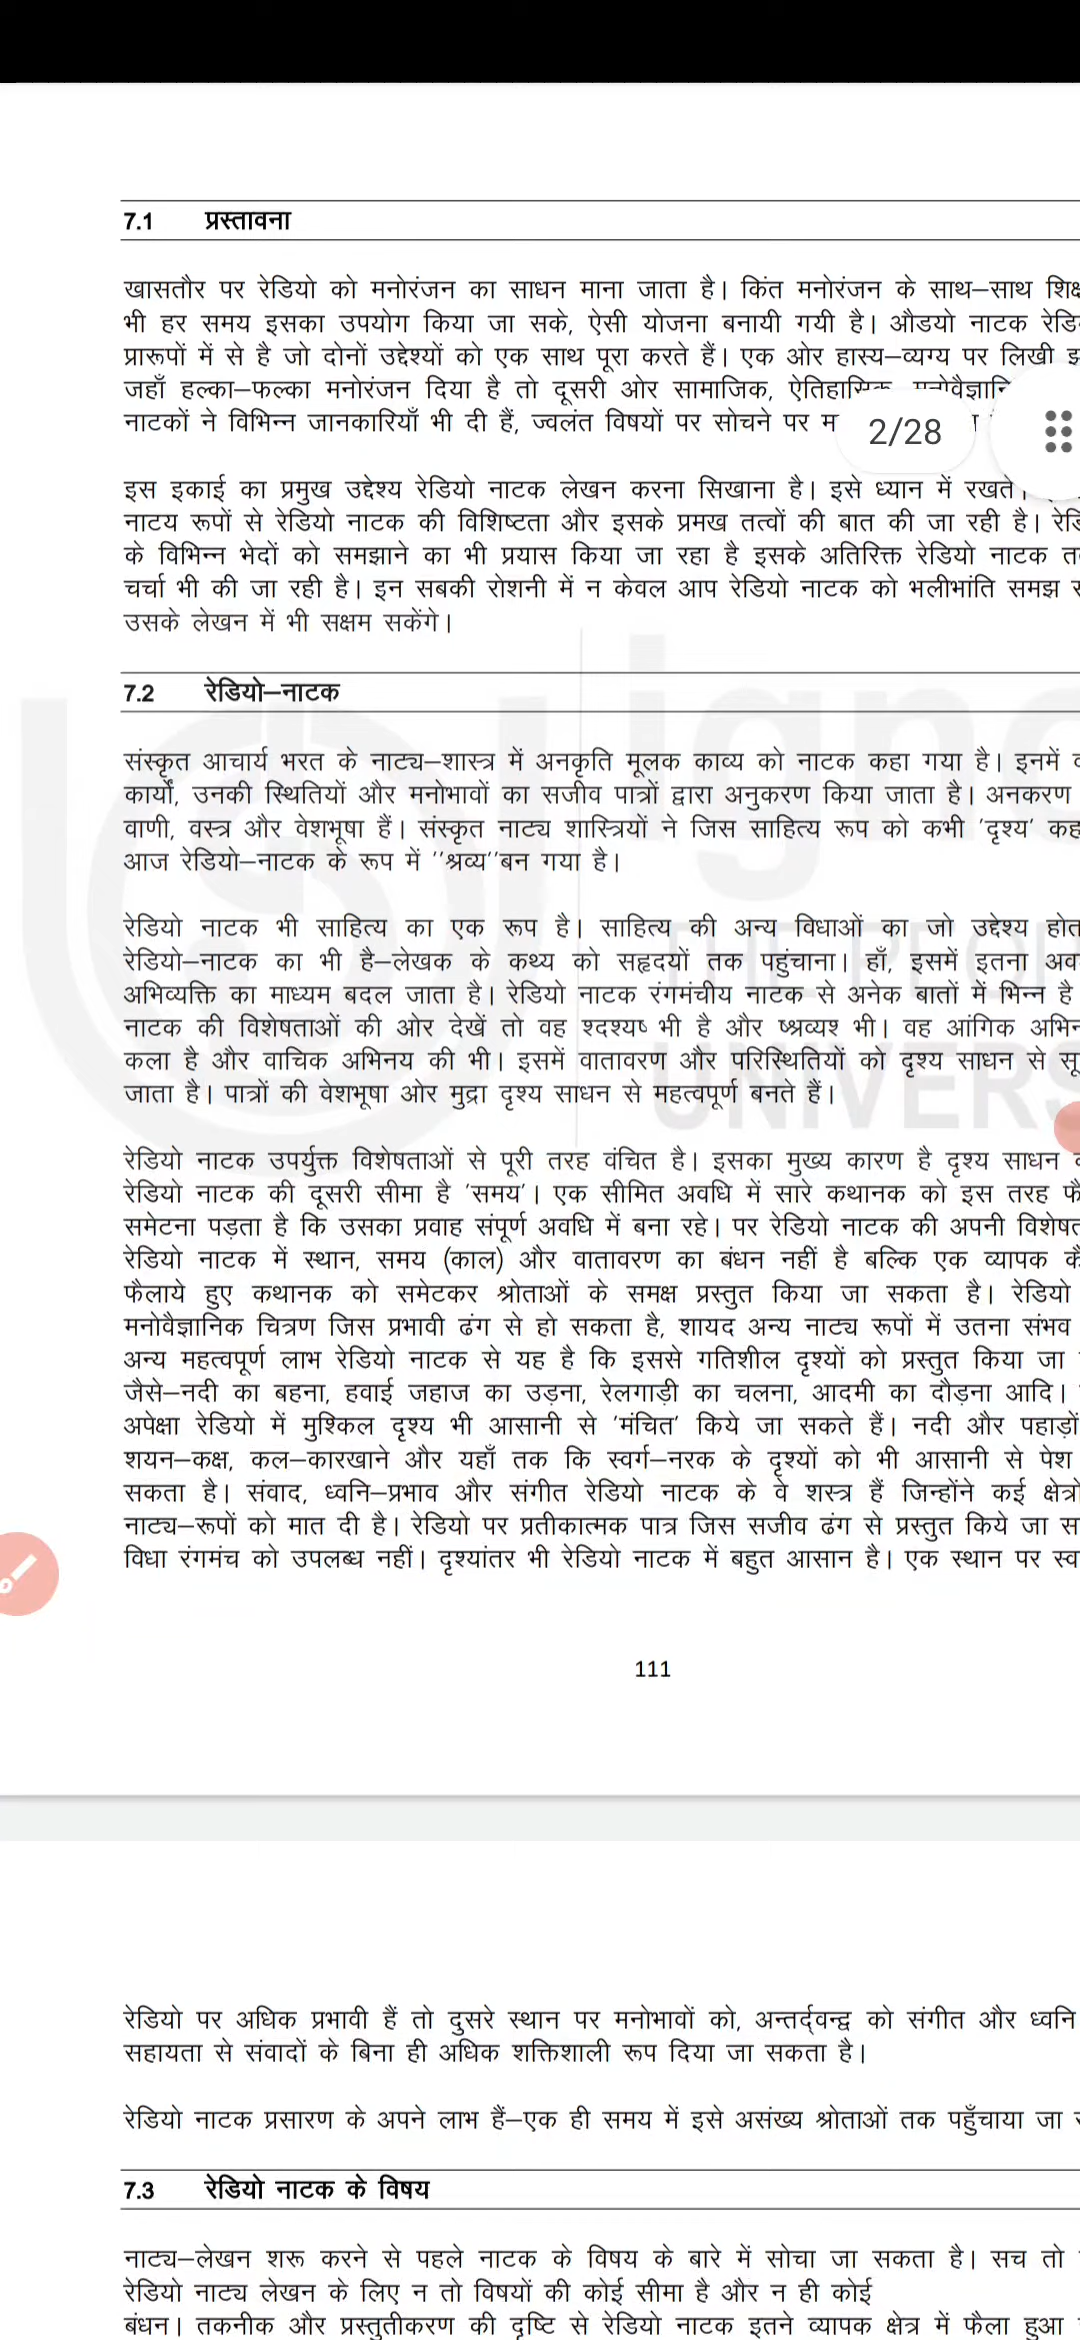 7.1 प्रस्तावना
खासतौर पर रेडियो को मनोरंजन का साधन माना जाता है। किंत मनोरंजन के साथ–साथ
भी हर समय इसका उपयोग किया जा सके, ऐसी योजना बनायी गयी है। औडयो नाटक
प्रारूपों में से है जो दोनों उद्देश्यों को एक साथ पूरा करते हैं। एक ओर हास्य–व्यग्य पर लिखी
जहाँ हल्का–फल्का मनोरंजन दिया है तो दूसरी ओर सामाजिक,
नाटकों ने विभिन्न जानकारियाँ भी दी हैं, ज्वलंत विषयों पर सोचने पर
2/28
इस इकाई का प्रमुख उद्देश्य रेडियो नाटक लेखन करना सिखाना है। इसे ध्यान में रखते
नाटय रूपों से रेडियो नाटक की विशिष्टता और इसके प्रमख तत्वों की बात की जा रही है।
के विभिन्न भेदों को समझाने का भी प्रयास किया जा रहा है इसके अतिरिक्त रेडियो नाटक
चर्चा भी की जा रही है। इन सबकी रोशनी में न केवल आप रेडियो नाटक को भलीभांति समझ
उसके लेखन में भी सक्षम सकेंगे।
7.2 रेडियो–नाटक
संस्कृत आचार्य भरत के नाट्य–शास्त्र में अनकृति मूलक काव्य को नाटक कहा गया है। इनमें
कार्यों, उनकी स्थितियों और मनोभावों का सजीव पात्रों द्वारा अनुकरण किया जाता है। अनकरण
वाणी, वस्त्र और वेशभूषा हैं। संस्कृत नाट्य शास्त्रियों ने जिस साहित्य रूप को कभी 'दृश्य'
आज रेडियो–नाटक के रूप में ''श्रव्य''बन गया है।
रेडियो नाटक भी साहित्य का एक रूप है। साहित्य की अन्य विधाओं का जो उद्देश्य
रेडियो–नाटक का भी है–लेखक के कथ्य को सहृदयों तक पहुंचाना। हाँ, इसमें इतना
अभिव्यक्ति का माध्यम बदल जाता है। रेडियो नाटक रंगमंचीय नाटक से अनेक बातों में भिन्न है
नाटक की विशेषताओं की ओर देखें तो वह श्दश्यष् भी है और ष्श्रव्यश् भी। वह आंगिक
कला है और वाचिक अभिनय की भी। इसमें वातावरण और परिस्थितियों को दृश्य साधन से
जाता है। पात्रों की वेशभूषा ओर मुद्रा दृश्य साधन से महत्वपूर्ण बनते हैं।
रेडियो नाटक उपर्युक्त विशेषताओं से पूरी तरह वंचित है। इसका मुख्य कारण है दृश्य साधन
रेडियो नाटक की दूसरी सीमा है 'समय'। एक सीमित अवधि में सारे कथानक को इस तरह
समेटना पड़ता है कि उसका प्रवाह संपूर्ण अवधि में बना रहे। पर रेडियो नाटक की अपनी
रेडियो नाटक में स्थान, समय (काल) और वातावरण का बंधन नहीं है बल्कि एक व्यापक
फैलाये हुए कथानक को समेटकर श्रोताओं के समक्ष प्रस्तुत किया जा सकता है। रेडियो
मनोवैज्ञानिक चित्रण जिस प्रभावी ढंग से हो सकता है, शायद अन्य नाट्य रूपों में उतना संभव
अन्य महत्वपूर्ण लाभ रेडियो नाटक से यह है कि इससे गतिशील दृश्यों को प्रस्तुत किया जा
जैसे–नदी का बहना, हवाई जहाज का उड़ना, रेलगाड़ी का चलना, आदमी का दौड़ना आदि।
अपेक्षा रेडियो में मुश्किल दृश्य भी आसानी से 'मंचित' किये जा सकते हैं। नदी और पहाड़ों
शयन–कक्ष, कल–कारखाने और यहाँ तक कि स्वर्ग–नरक के दृश्यों को भी आसानी से पेश
सकता है। संवाद, ध्वनि–प्रभाव और संगीत रेडियो नाटक के वे शस्त्र हैं जिन्होंने कई
नाट्य–रूपों को मात दी है। रेडियो पर प्रतीकात्मक पात्र जिस सजीव ढंग से प्रस्तुत किये जा
विधा रंगमंच को उपलब्ध नहीं। दृश्यांतर भी रेडियो नाटक में बहुत आसान है। एक स्थान पर
111
रेडियो पर अधिक प्रभावी हैं तो दुसरे स्थान पर मनोभावों को, अन्तर्द्वन्द्व को संगीत और ध्वनि
सहायता से संवादों के बिना ही अधिक शक्तिशाली रूप दिया जा सकता है।
रेडियो नाटक प्रसारण के अपने लाभ हैं–एक ही समय में इसे असंख्य श्रोताओं तक पहुँचाया जा
7.3 रेडियो नाटक के विषय
नाट्य–लेखन शरू करने से पहले नाटक के विषय के बारे में सोचा जा सकता है। सच तो
रेडियो नाट्य लेखन के लिए न तो विषयों की कोई सीमा है और न ही कोई
बंधन। तकनीक और प्रस्तुतीकरण की दृष्टि से रेडियो नाटक इतने व्यापक क्षेत्र में फैला हुआ